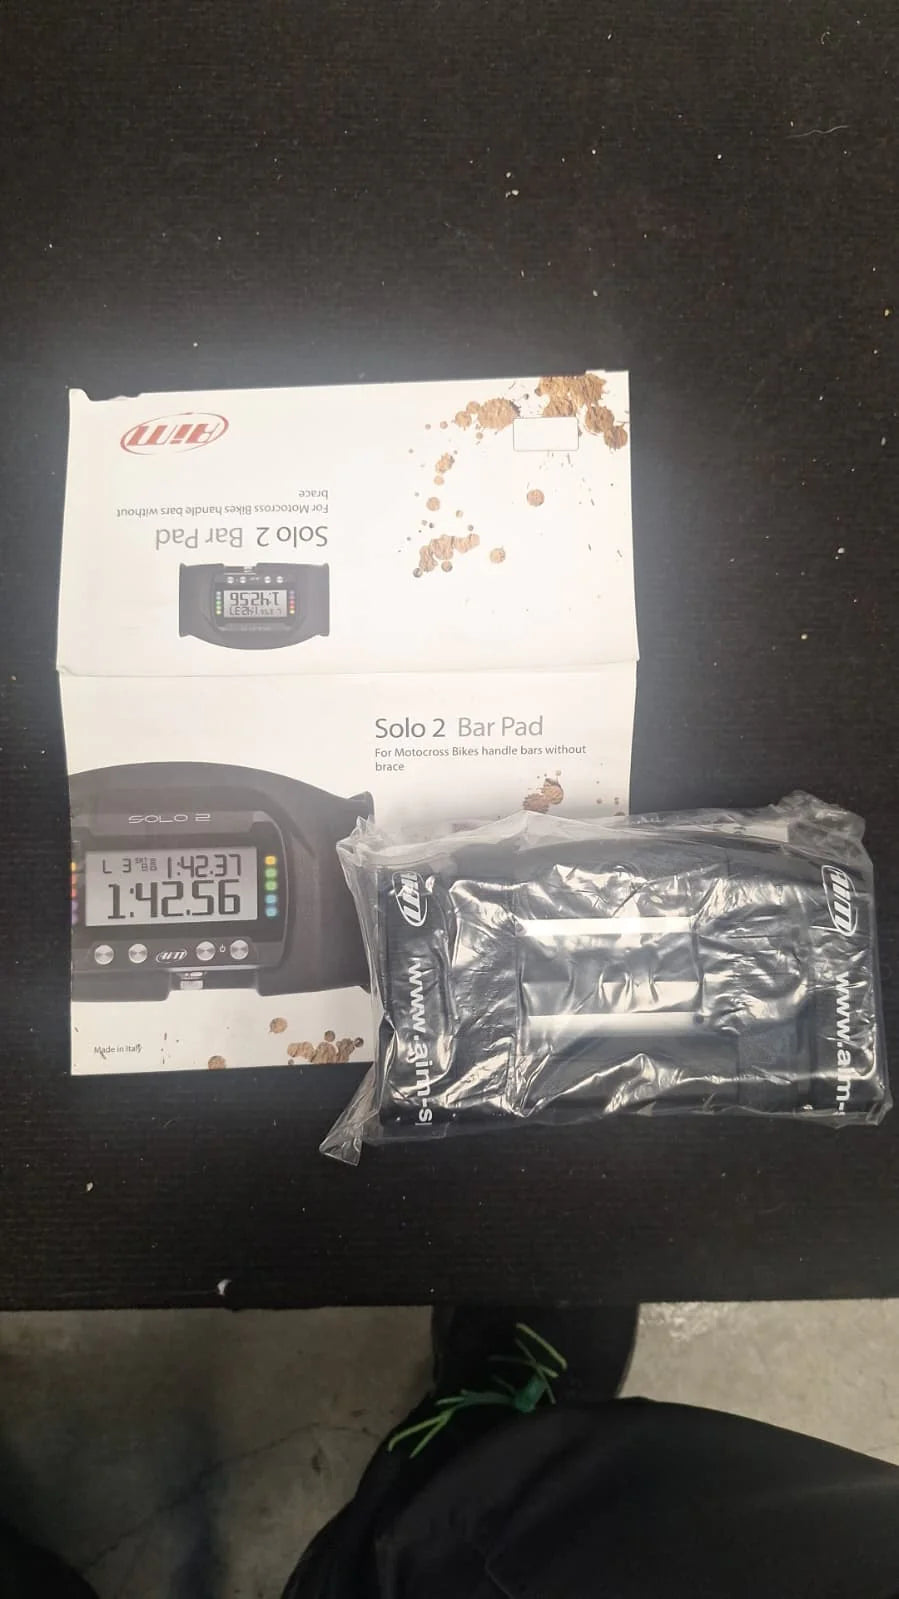 AiM
Solo 2 Bar Pad
For Motocross Bikes handle bars without
brace
Solo 2 Bar Pad
For Motocross Bikes handle bars without
brace
SOLO 2
L 3 1:42.37
1:42.56
AiM
Made in Italy
AiM
www.aim-s
AiM
www.aim-